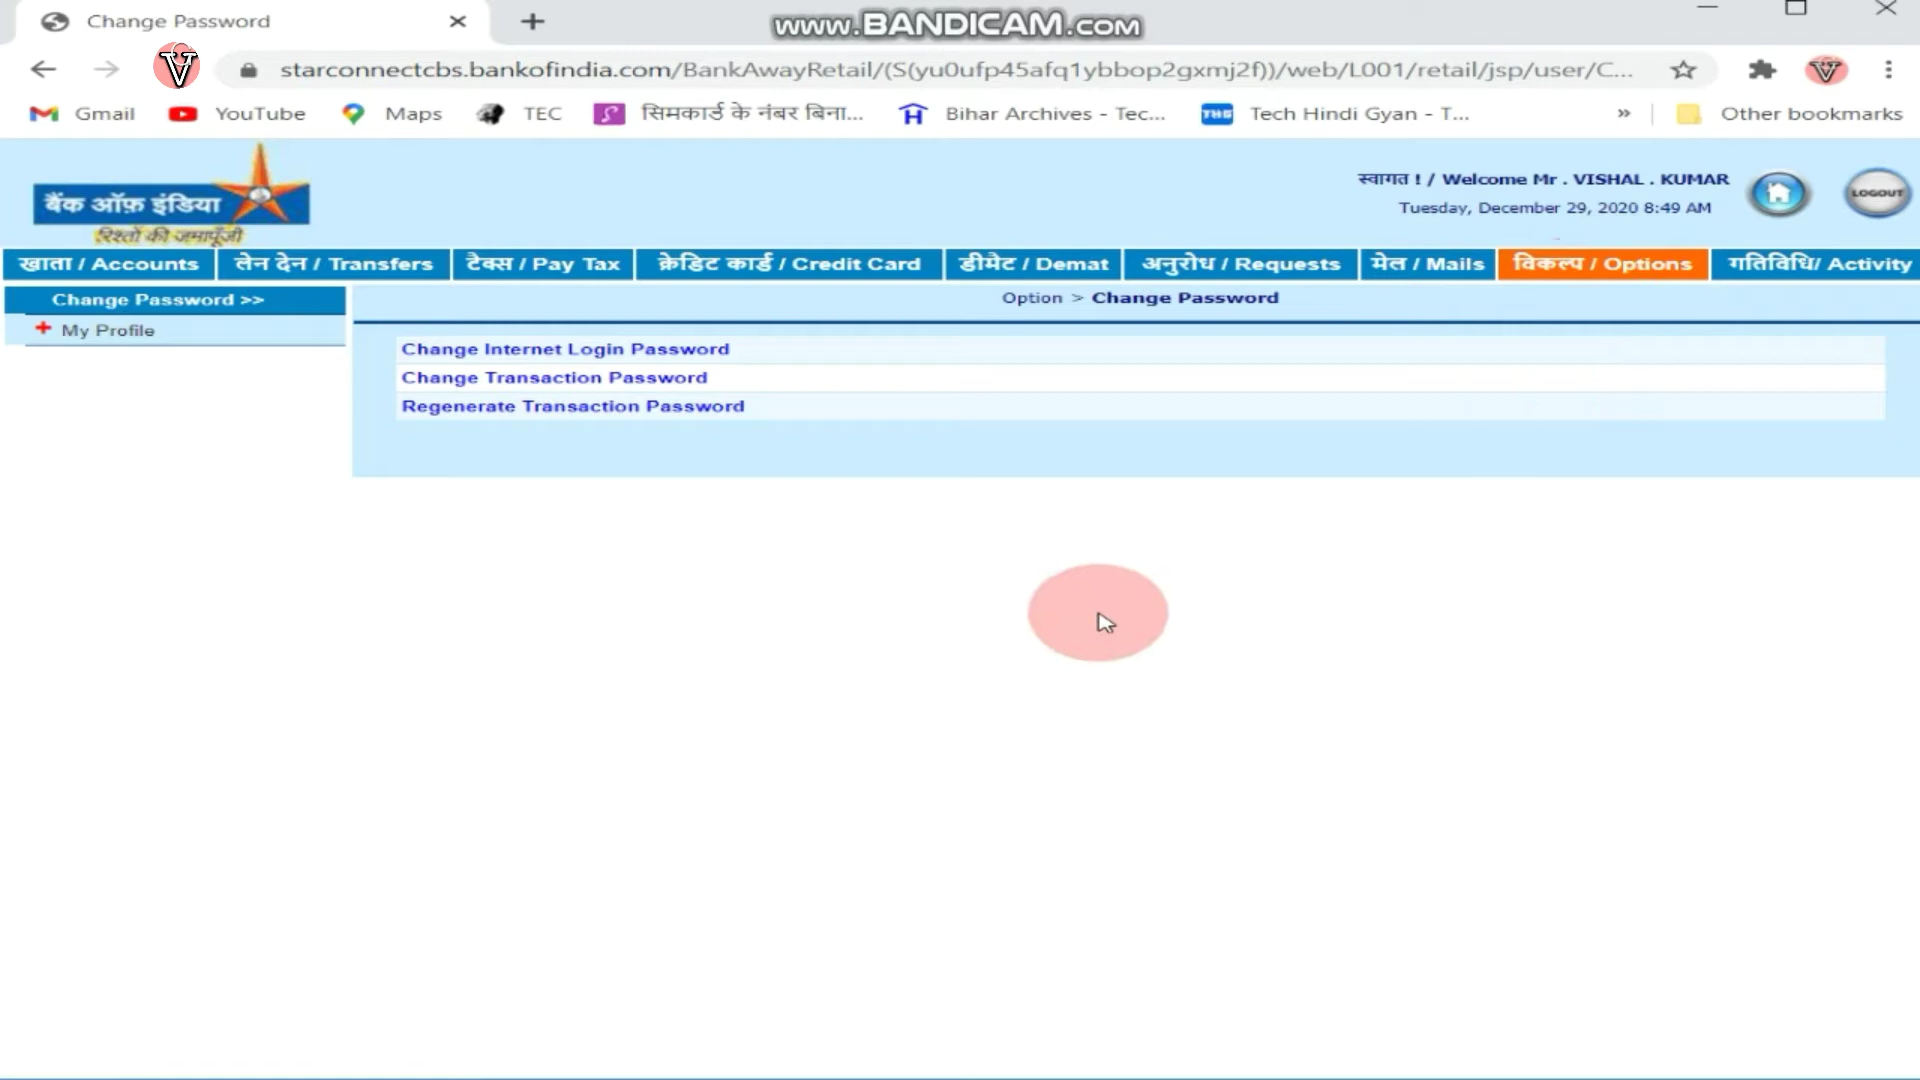 Change Password
www.BANDICAM.com
starconnectcbs.bankofindia.com/BankAwayRetail/(S(yu0ufp45afq1ybbop2gxmj2f))/web/L001/retail/jsp/user/C...
Gmail YouTube Maps TEC सिमकार्ड के नंबर बिना... Bihar Archives - Tec... THG Tech Hindi Gyan - T... » Other bookmarks
बैंक ऑफ़ इंडिया
रिश्तों की जमापूँजी
स्वागत ! / Welcome Mr . VISHAL . KUMAR
Tuesday, December 29, 2020 8:49 AM
LOGOUT
खाता / Accounts लेन देन / Transfers टैक्स / Pay Tax क्रेडिट कार्ड / Credit Card डीमैट / Demat अनुरोध / Requests मेल / Mails विकल्प / Options गतिविधि/ Activity
Change Password >>
My Profile
Option > Change Password
Change Internet Login Password
Change Transaction Password
Regenerate Transaction Password